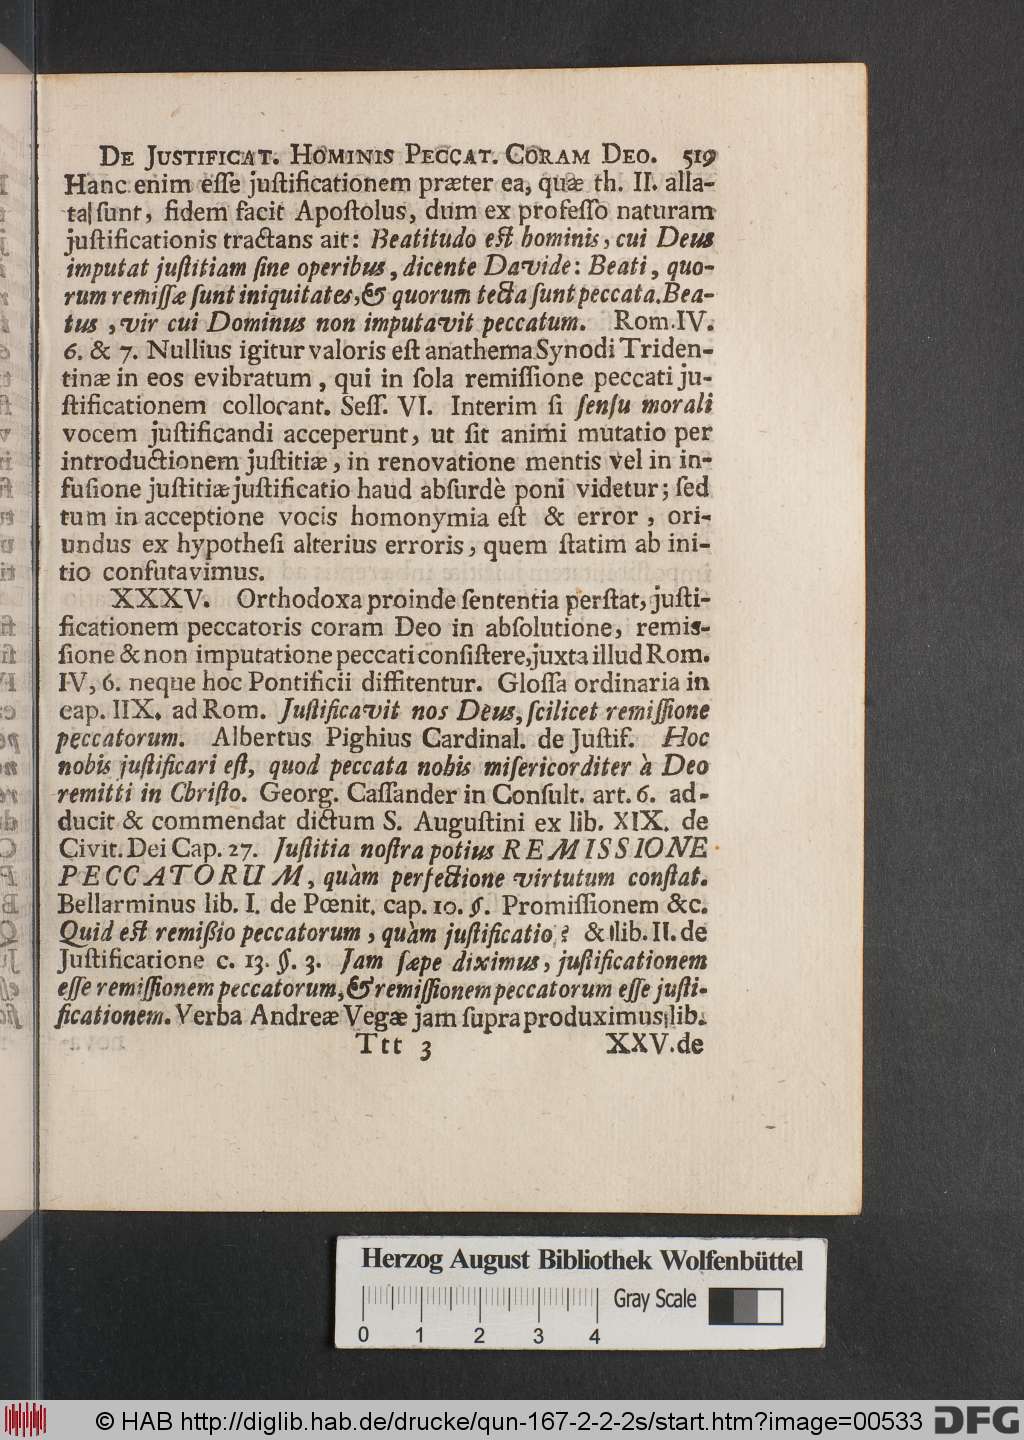 De Justificat. Hominis Peccat. Coram Deo. 519
Hanc enim eſſe juſtificationem præter ea, quæ th. II. alla-
ta ſunt, fidem facit Apoſtolus, dum ex profeſſo naturam
juſtificationis tractans ait: Beatitudo eſt hominis, cui Deus
imputat juſtitiam ſine operibus, dicente Davide: Beati, quo-
rum remiſſæ ſunt iniquitates, & quorum tecta ſunt peccata. Bea-
tus, vir cui Dominus non imputavit peccatum. Rom. IV.
6. & 7. Nullius igitur valoris eſt anathema Synodi Triden-
tinæ in eos evibratum, qui in ſola remiſſione peccati ju-
ſtificationem collocant. Seſſ. VI. Interim ſi ſenſu morali
vocem juſtificandi acceperunt, ut ſit animi mutatio per
introductionem juſtitiæ, in renovatione mentis vel in in-
fuſione juſtitiæ juſtificatio haud abſurdè poni videtur; ſed
tum in acceptione vocis homonymia eſt & error, ori-
undus ex hypotheſi alterius erroris, quem ſtatim ab ini-
tio confutavimus.
XXXV. Orthodoxa proinde ſententia perſtat, juſti-
ficationem peccatoris coram Deo in abſolutione, remis-
ſione & non imputatione peccati conſiſtere, juxta illud Rom.
IV, 6. neque hoc Pontificii diffitentur. Gloſſa ordinaria in
cap. IIX. ad Rom. Juſtificavit nos Deus, ſcilicet remiſſione
peccatorum. Albertus Pighius Cardinal. de Juſtif. Hoc
nobis juſtificari eſt, quod peccata nobis miſericorditer à Deo
remitti in Chriſto. Georg. Caſſander in Conſult. art. 6. ad-
ducit & commendat dictum S. Auguſtini ex lib. XIX. de
Civit. Dei Cap. 27. Juſtitia noſtra potius REMISSIONE
PECCATORUM, quàm perfectione virtutum conſtat.
Bellarminus lib. I. de Pœnit. cap. 10. §. Promiſſionem &c.
Quid eſt remißio peccatorum, quàm juſtificatio? & lib. II. de
Juſtificatione c. 13. §. 3. Jam ſæpe diximus, juſtificationem
eſſe remiſſionem peccatorum, & remiſſionem peccatorum eſſe juſti-
ficationem. Verba Andreæ Vegæ jam ſupra produximus lib.
Ttt 3 XXV. de
Herzog August Bibliothek Wolfenbüttel
Gray Scale
0 1 2 3 4
© HAB http://diglib.hab.de/drucke/qun-167-2-2-2s/start.htm?image=00533 DFG